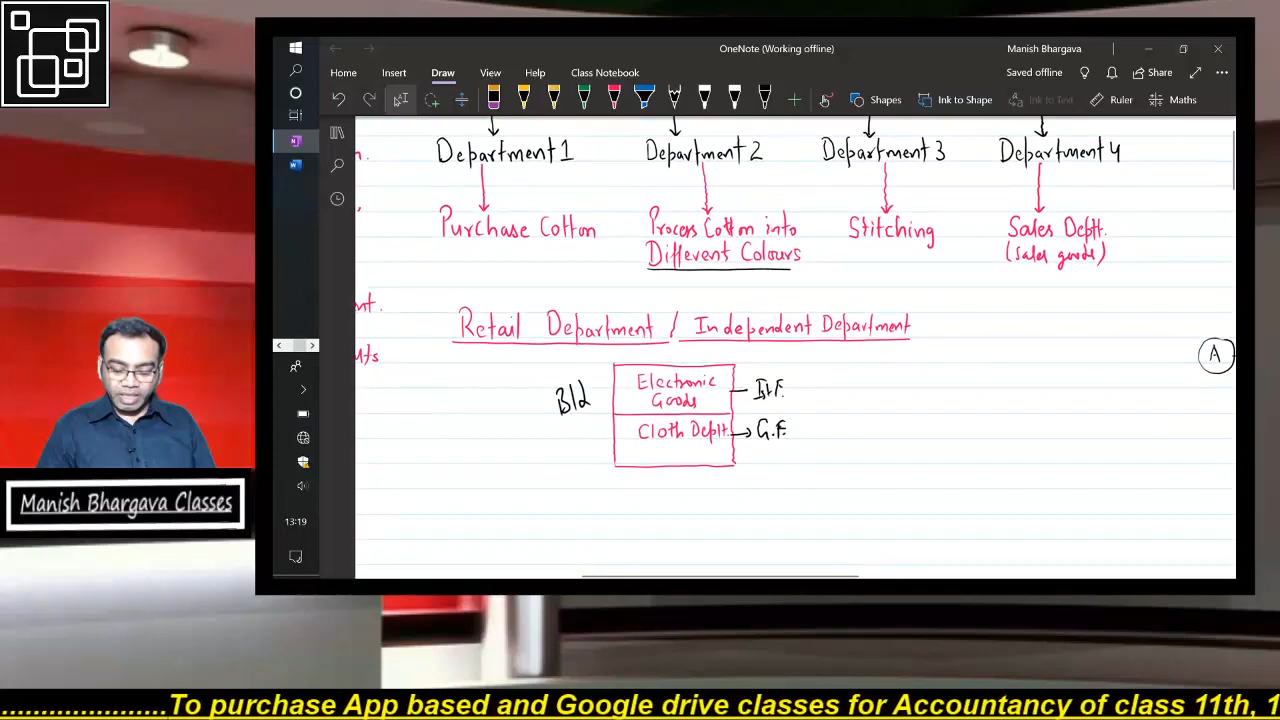 OneNote (Working offline)
Manish Bhargava
Home Insert Draw View Help Class Notebook
Saved offline
Share
Shapes
Ink to Shape
Ink to Text
Ruler
Maths
Department 1 Department 2 Department 3 Department 4
Purchase Cotton
Process Cotton into
Different Colours
Stitching
Sales Deptt.
(Sales goods)
Retail Department / Independent Department
A
Bld
Electronic
Goods
Ist F.
Cloth Deptt.
G.F.
Manish Bhargava Classes
13:19
.....................To purchase App based and Google drive classes for Accountancy of class 11th, 1